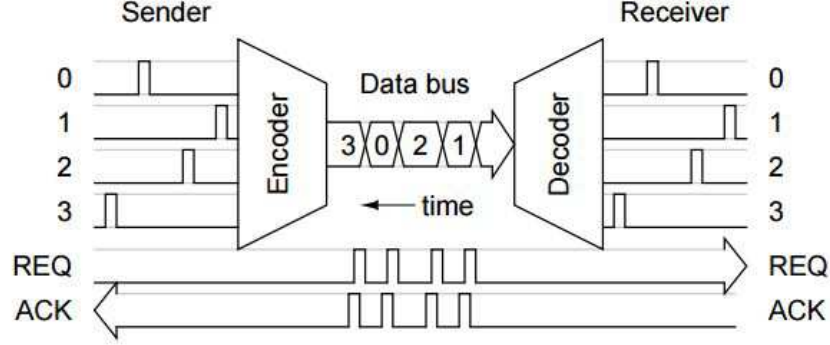 Sender
Receiver
0
1
2
3
Encoder
Data bus
3 0 2 1
time
Decoder
0
1
2
3
REQ
REQ
ACK
ACK